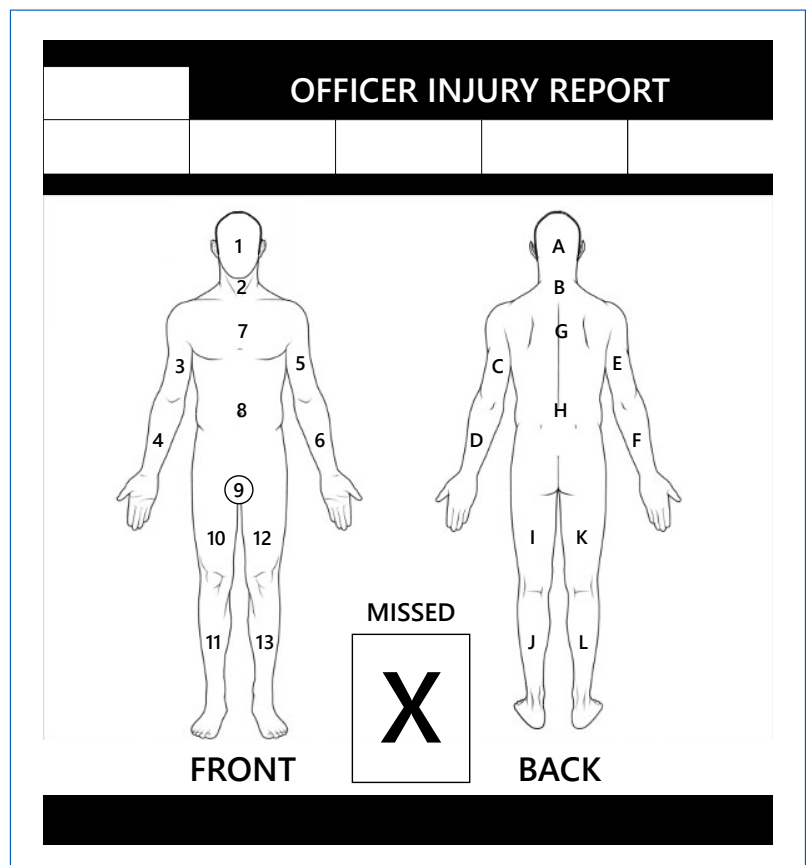 OFFICER INJURY REPORT
1 A
2 B
7 G
3 5 C E
8 H
4 6 D F
9
10 12 I K
MISSED
11 13 J L
X
FRONT BACK